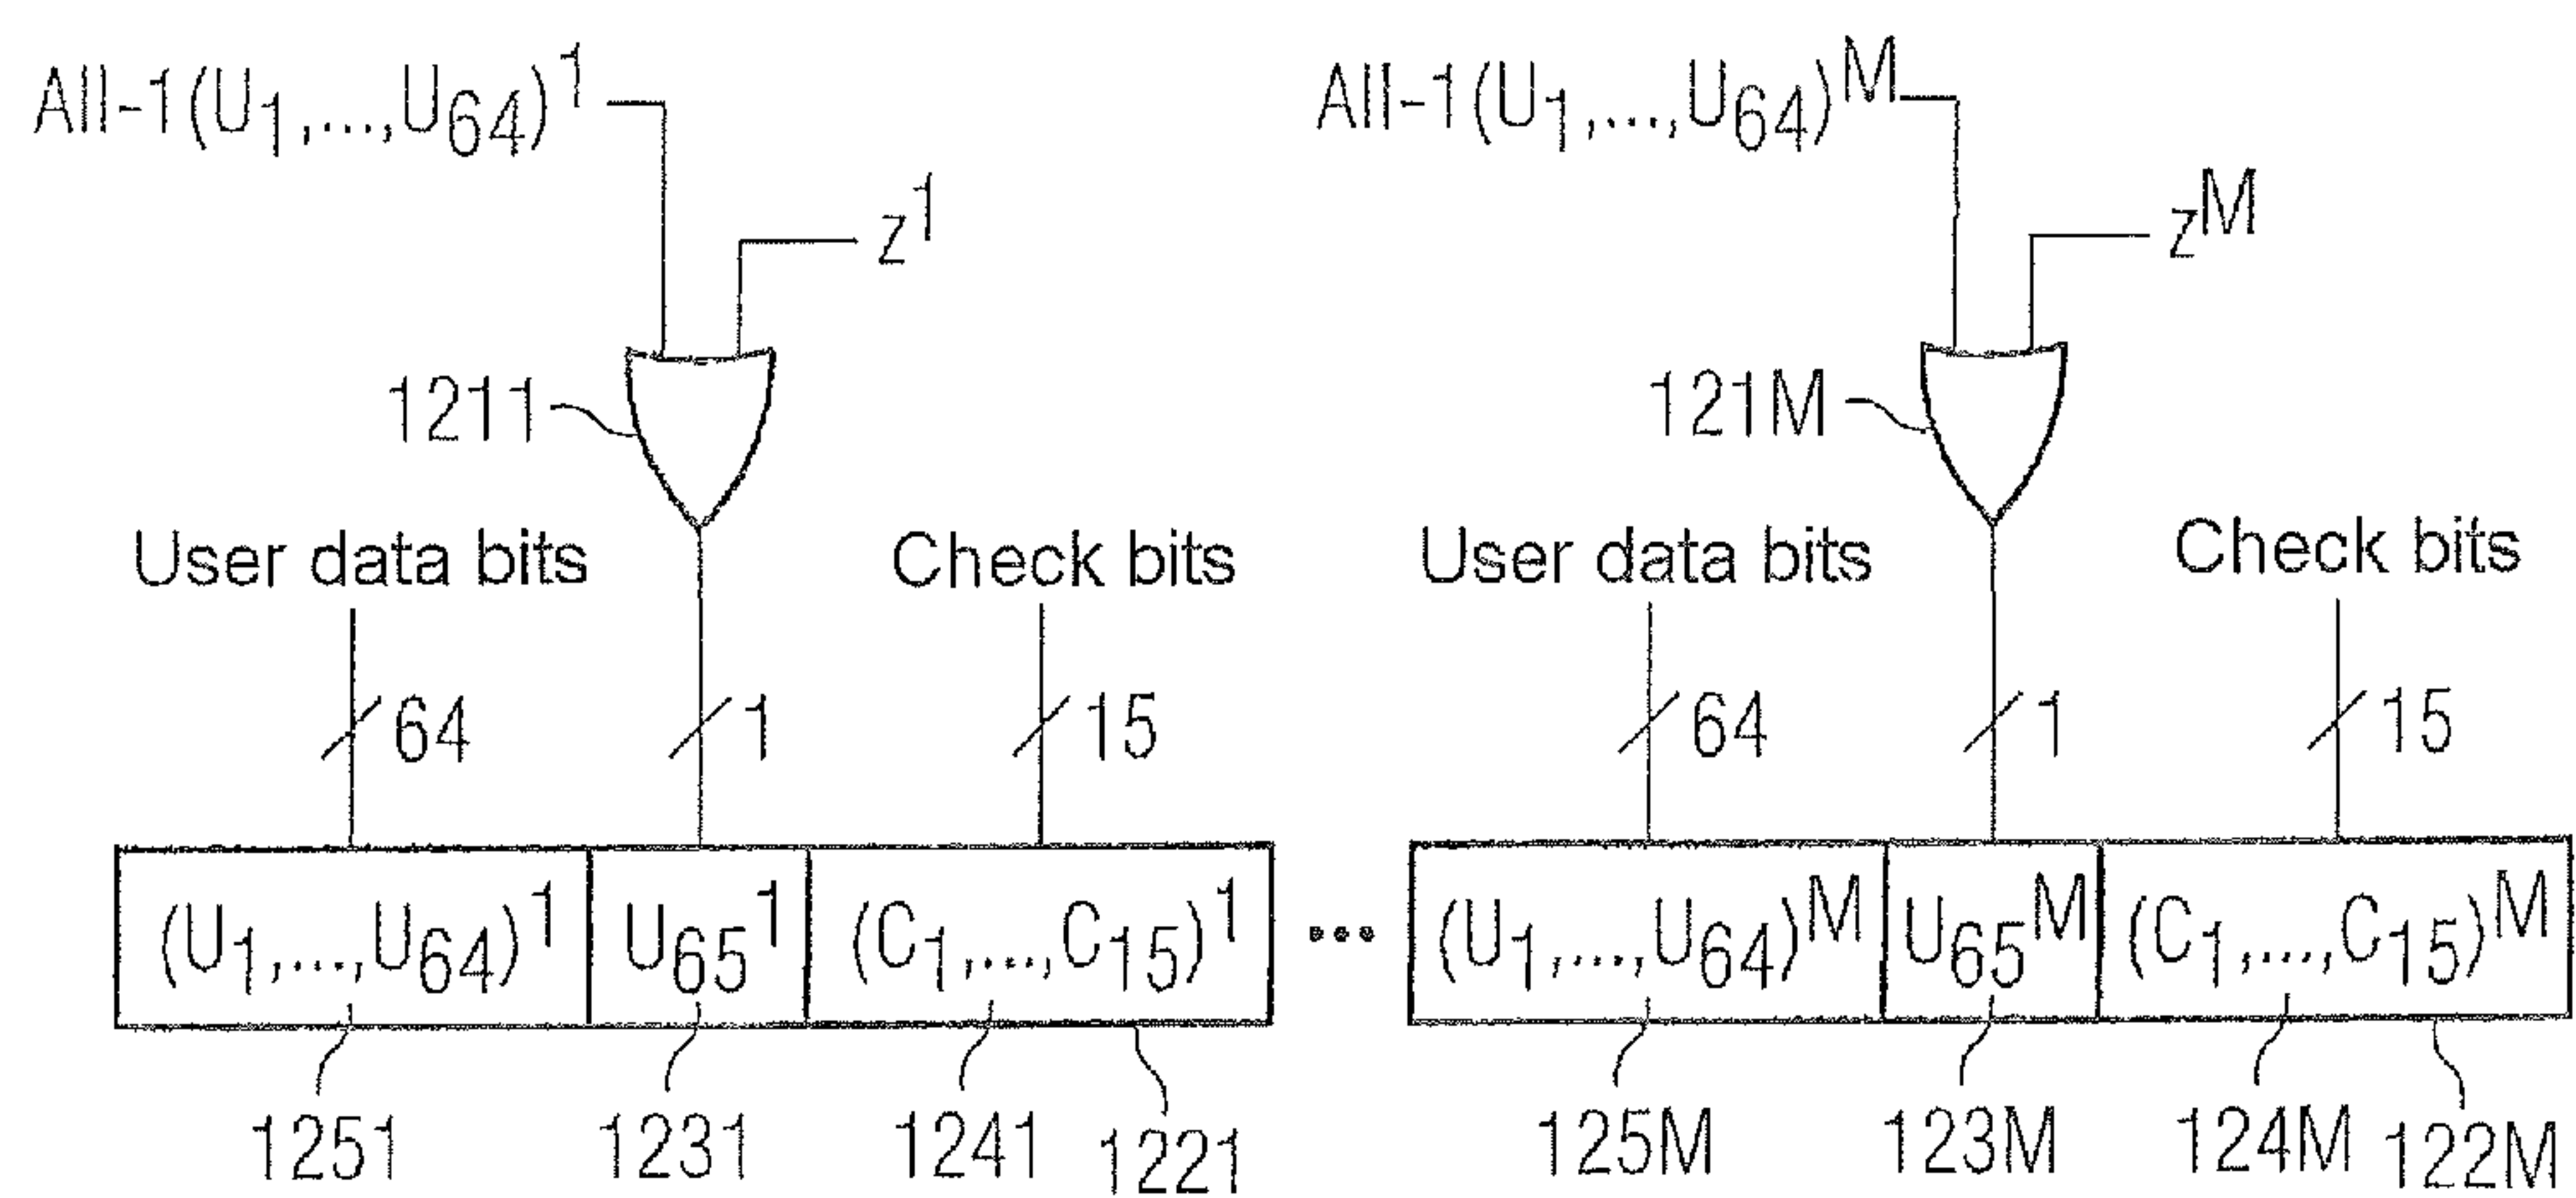 All-1(U₁,...,U₆₄)¹
All-1(U₁,...,U₆₄)ᴹ
z¹
zᴹ
1211
121M
User data bits
Check bits
User data bits
Check bits
64
1
15
64
1
15
(U₁,...,U₆₄)¹
U₆₅¹
(C₁,...,C₁₅)¹
...
(U₁,...,U₆₄)ᴹ
U₆₅ᴹ
(C₁,...,C₁₅)ᴹ
1251
1231
1241
1221
125M
123M
124M
122M